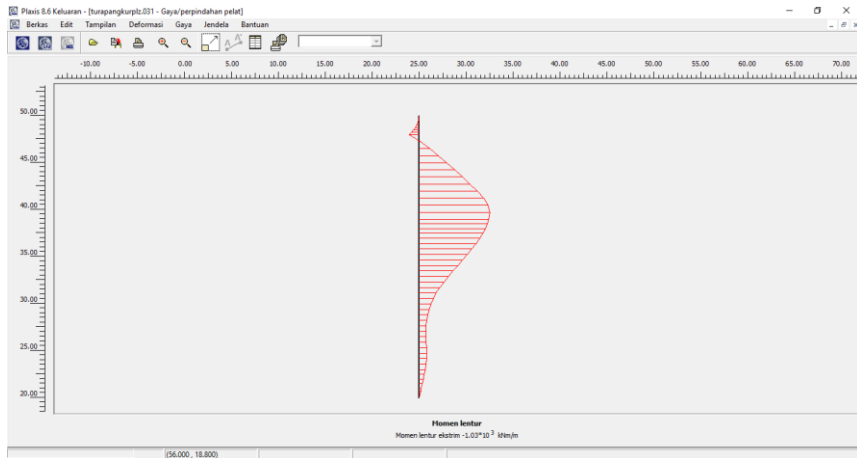 Plaxis 8.6 Keluaran - [turapangkurplz.031 - Gaya/perpindahan pelat]
Berkas Edit Tampilan Deformasi Gaya Jendela Bantuan
-10.00 -5.00 0.00 5.00 10.00 15.00 20.00 25.00 30.00 35.00 40.00 45.00 50.00 55.00 60.00 65.00 70.00
50.00
45.00
40.00
35.00
30.00
25.00
20.00
Momen lentur
Momen lentur ekstrim -1.03*10³ kNm/m
(56.000 , 18.800)